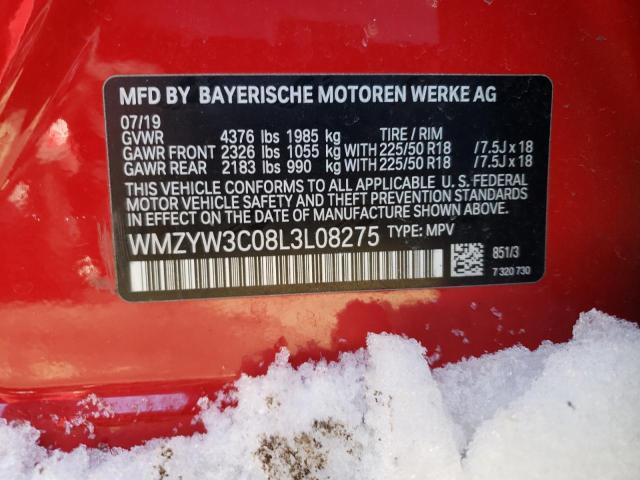 MFD BY BAYERISCHE MOTOREN WERKE AG
07/19
GVWR 4376 lbs 1985 kg TIRE / RIM
GAWR FRONT 2326 lbs 1055 kg WITH 225/50 R18 /7.5J x 18
GAWR REAR 2183 lbs 990 kg WITH 225/50 R18 /7.5J x 18
THIS VEHICLE CONFORMS TO ALL APPLICABLE U. S. FEDERAL
MOTOR VEHICLE SAFETY AND THEFT PREVENTION STANDARDS
IN EFFECT ON THE DATE OF MANUFACTURE SHOWN ABOVE.
WMZYW3C08L3L08275 TYPE: MPV
851/3
7 320 730